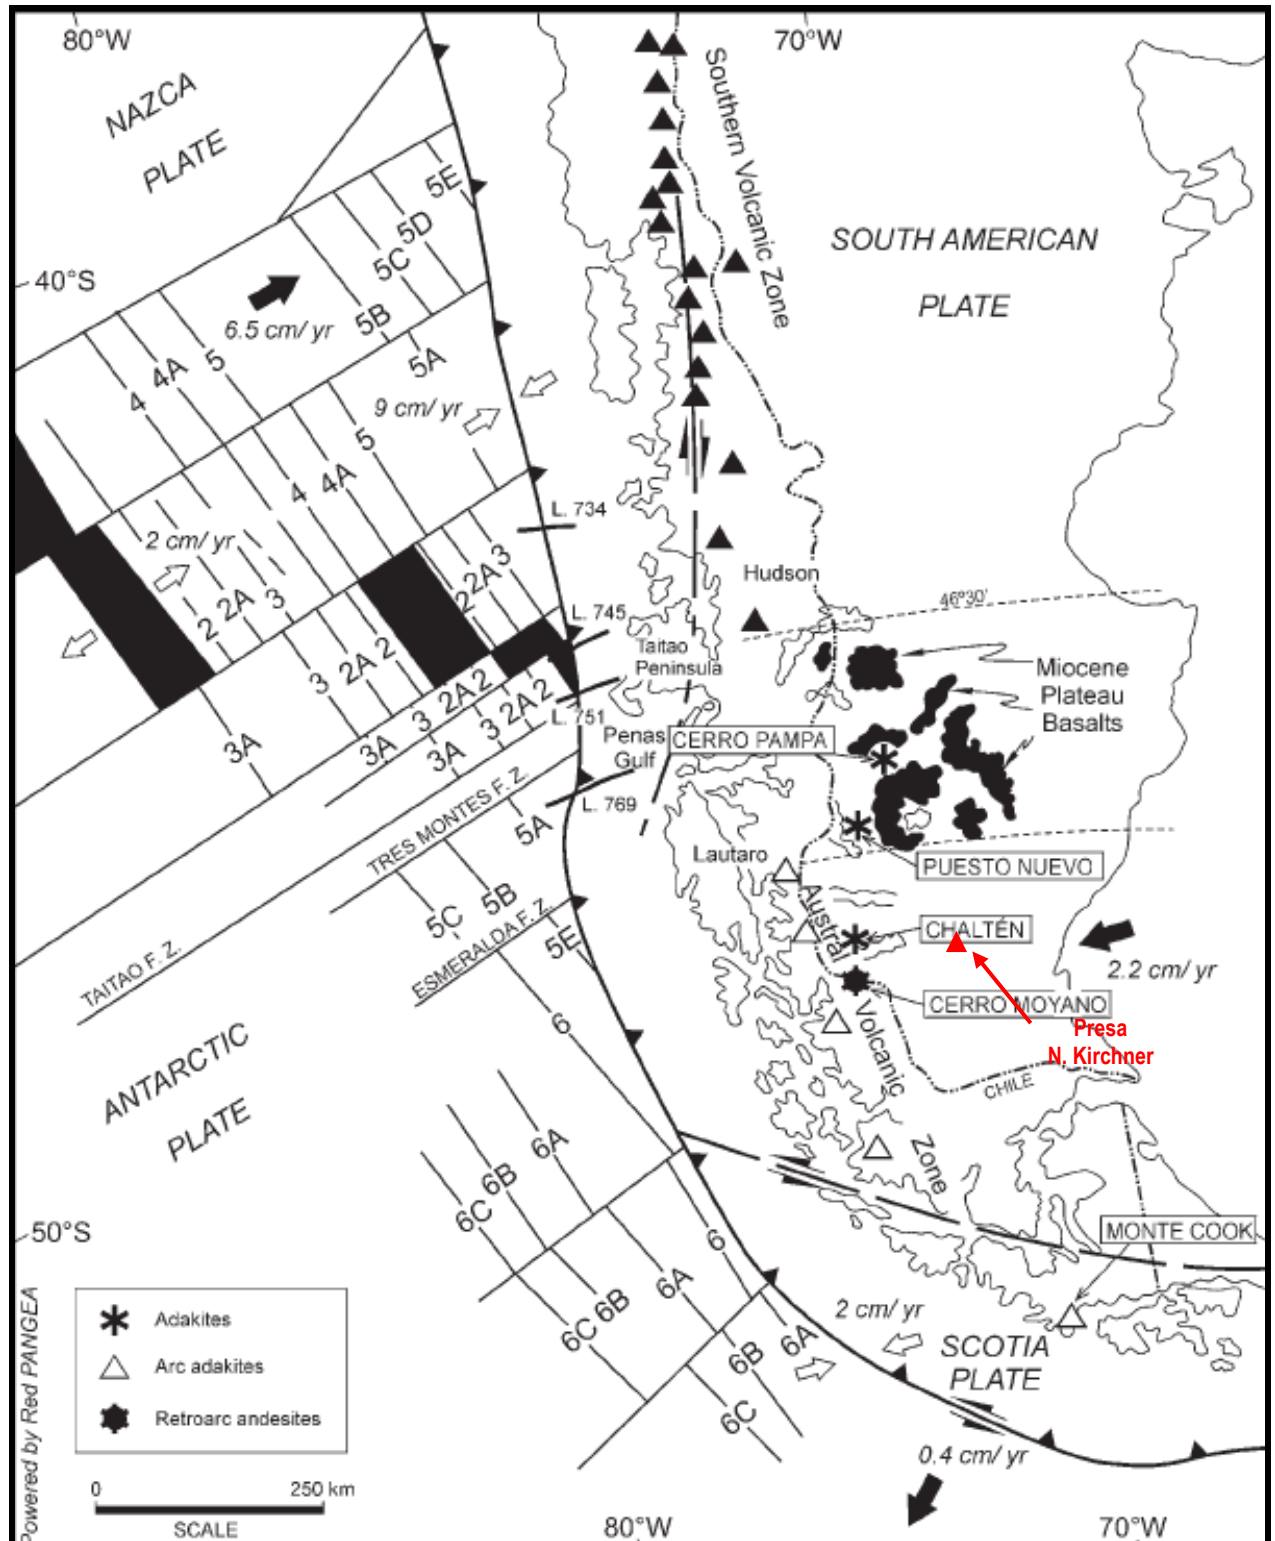 80°W
70°W
NAZCA
PLATE
Southern Volcanic Zone
5E
5D
5C
5B
SOUTH AMERICAN
PLATE
40°S
6.5 cm/ yr
5A
5
4A
4
9 cm/ yr
5
4A
4
2 cm/ yr
L. 734
3
2A
2
3
2A
2
Hudson
46°30'
L. 745
Taitao
Peninsula
2
2A
3
2
2A
3
2
2A
3
L. 751
Miocene
Plateau
Basalts
3A
3A
3A
Penas
Gulf
CERRO PAMPA
L. 769
TRES MONTES F. Z.
5A
Lautaro
PUESTO NUEVO
5B
5C
Austral
CHALTÉN
5E
TAITAO F. Z.
ESMERALDA F. Z.
2.2 cm/ yr
CERRO MOYANO
Presa
N. Kirchner
6
Volcanic
CHILE
ANTARCTIC
PLATE
6A
6B
6C
Zone
50°S
6
MONTE COOK
6A
6B
6C
2 cm/ yr
6A
6B
6C
SCOTIA
PLATE
Adakites
Arc adakites
Retroarc andesites
0.4 cm/ yr
0
250 km
SCALE
80°W
70°W
Powered by Red PANGEA